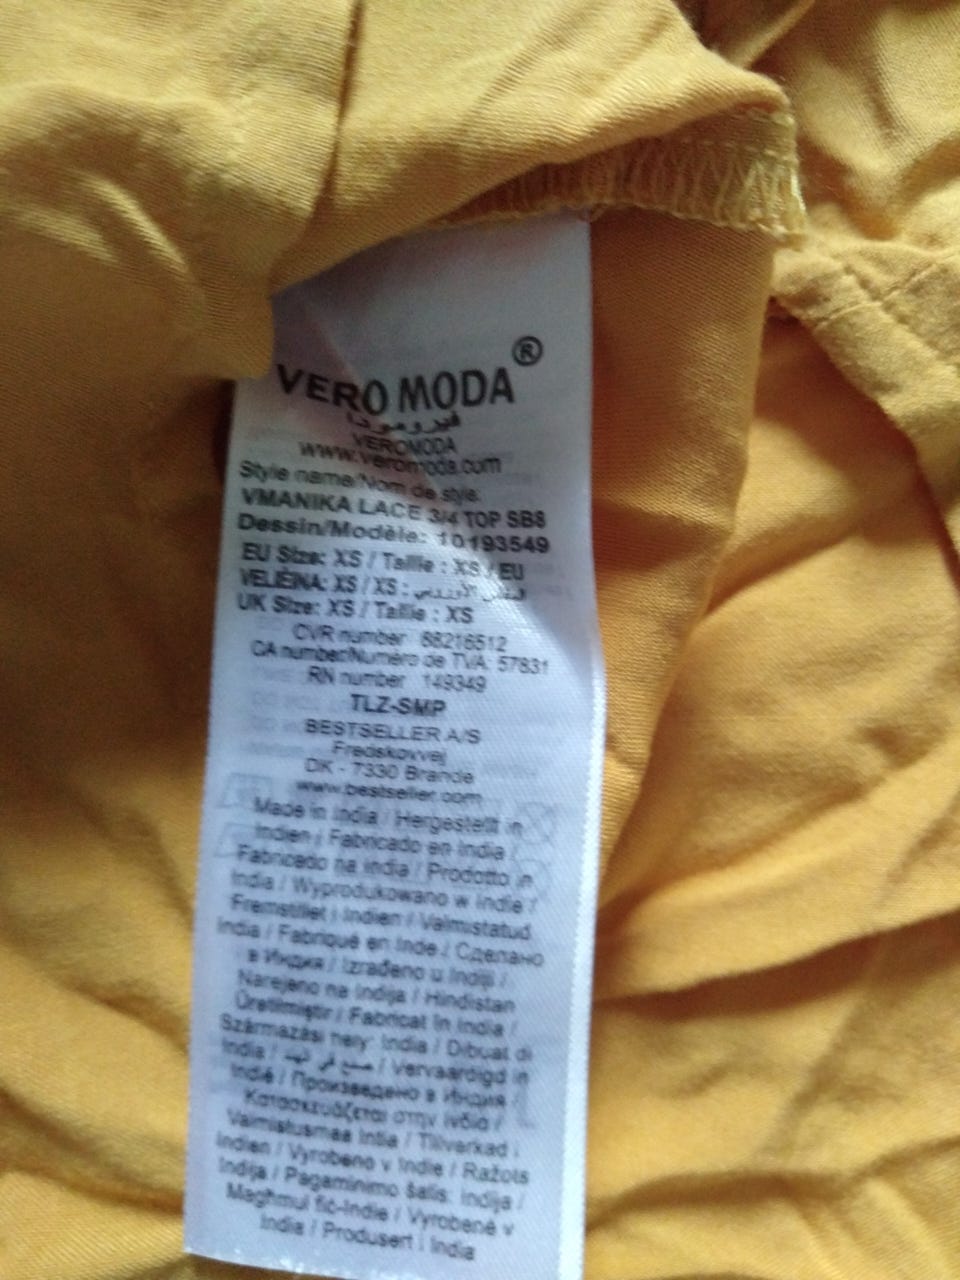 VERO MODA®
فيرومودا
VEROMODA
www.veromoda.com
Style name/Nom de style:
VMANIKA LACE 3/4 TOP SB8
Dessin/Modèle: 10193549
EU Size: XS / Taille : XS / EU
VELIEINA: XS / XS :
UK Size: XS / Taille : XS
CVR number 66216512
CA number/Numéro de TVA: 57831
RN number 149349
TLZ-SMP
BESTSELLER A/S
Fredskovvej
DK - 7330 Brande
www.bestseller.com
Made in India / Hergestellt in
Indien / Fabricado en India /
Fabricado na India / Prodotto in
India / Wyprodukowano w Indie /
Fremstillet i Indien / Valmistatud
India / Fabriqué en Inde / Сделано
в Индия / Izrađeno u Indiji /
Narejeno na Indija / Hindistan
Üretilmiştir / Fabricat în India /
Származási hely: India / Dibuat di
India / صنع في الهند / Vervaardigd in
Indië / Произведено в Индия /
Κατασκευάζεται στην Ινδία /
Valmistusmaa Intia / Tillverkad i
Indien / Vyrobeno v Indie / Ražots
Indija / Pagaminimo šalis: Indija /
Magħmul fiċ-Indie / Vyrobené v
India / Produsert i India